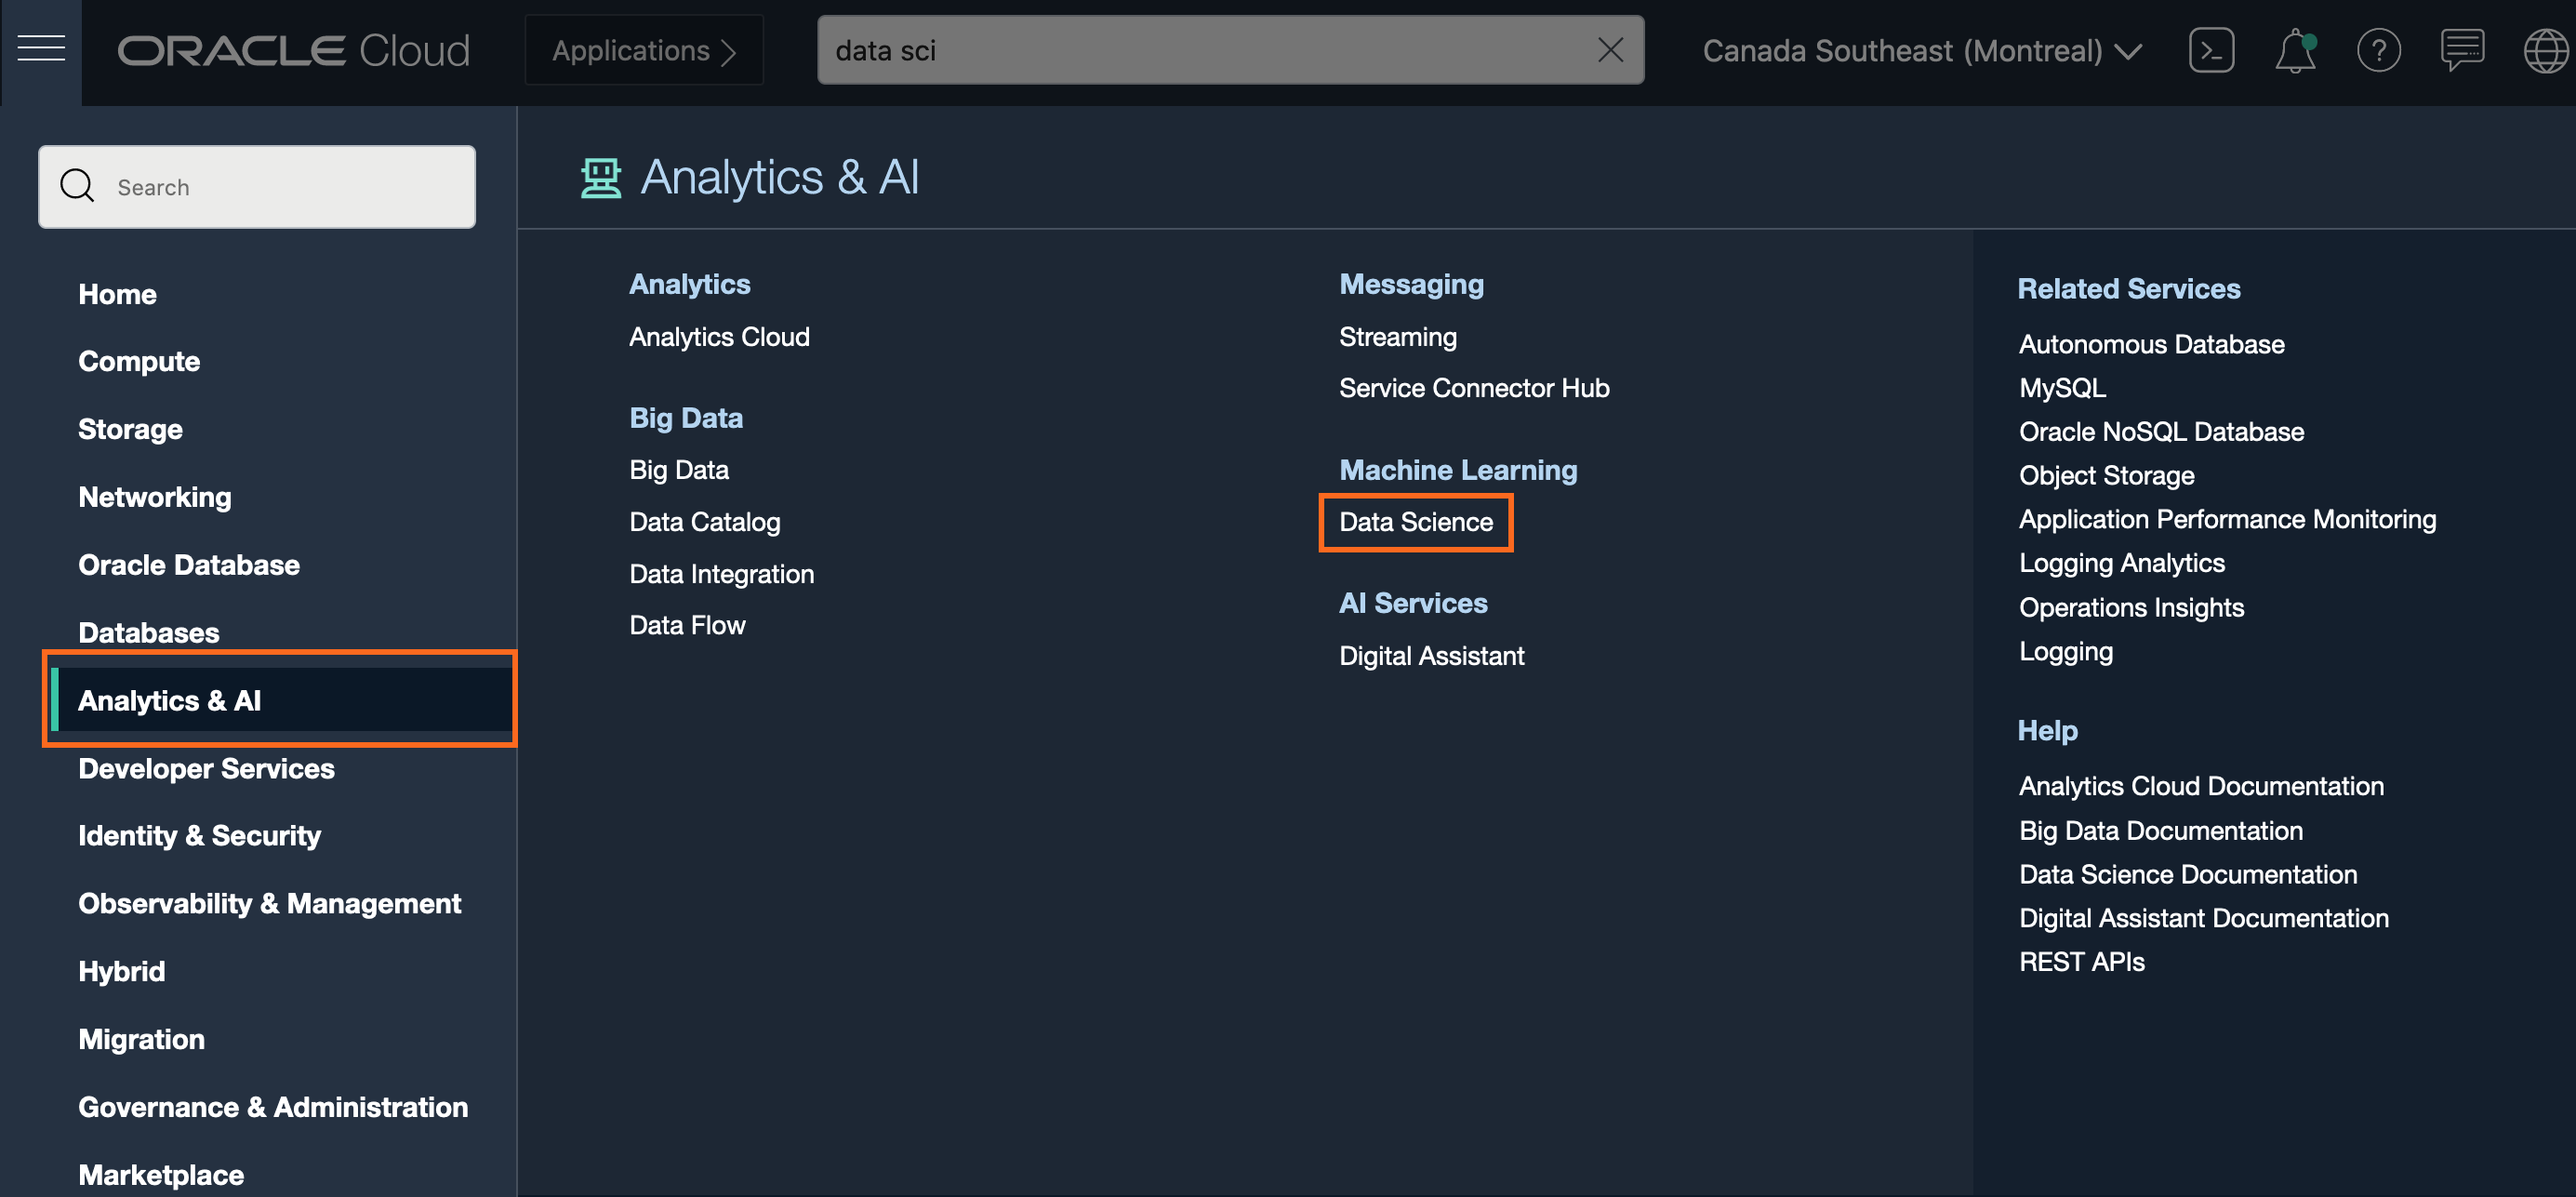 ORACLE Cloud
Applications
data sci
Canada Southeast (Montreal)
Search
Home
Compute
Storage
Networking
Oracle Database
Databases
Analytics & AI
Developer Services
Identity & Security
Observability & Management
Hybrid
Migration
Governance & Administration
Marketplace
Analytics & AI
Analytics
Analytics Cloud
Big Data
Big Data
Data Catalog
Data Integration
Data Flow
Messaging
Streaming
Service Connector Hub
Machine Learning
Data Science
AI Services
Digital Assistant
Related Services
Autonomous Database
MySQL
Oracle NoSQL Database
Object Storage
Application Performance Monitoring
Logging Analytics
Operations Insights
Logging
Help
Analytics Cloud Documentation
Big Data Documentation
Data Science Documentation
Digital Assistant Documentation
REST APIs